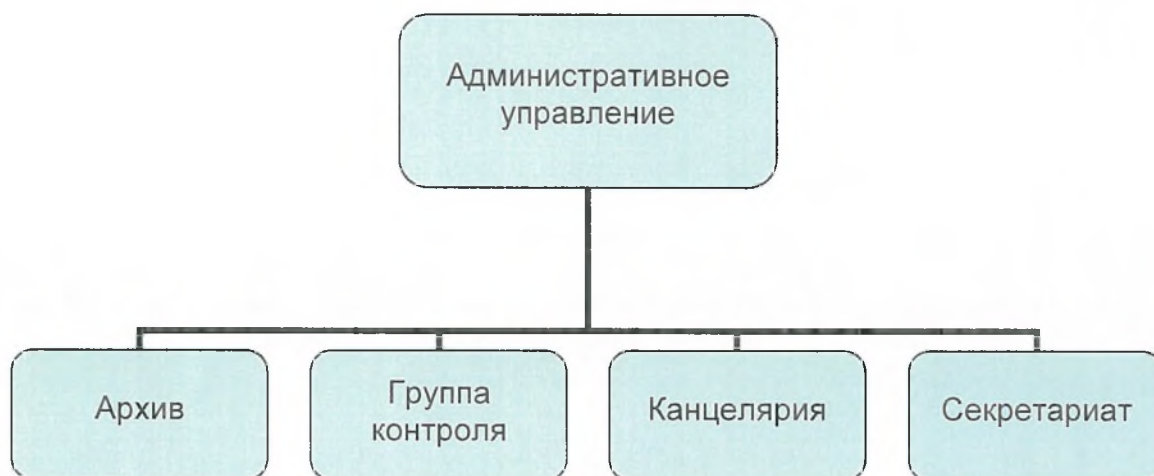 Административное
управление
Архив
Группа
контроля
Канцелярия
Секретариат